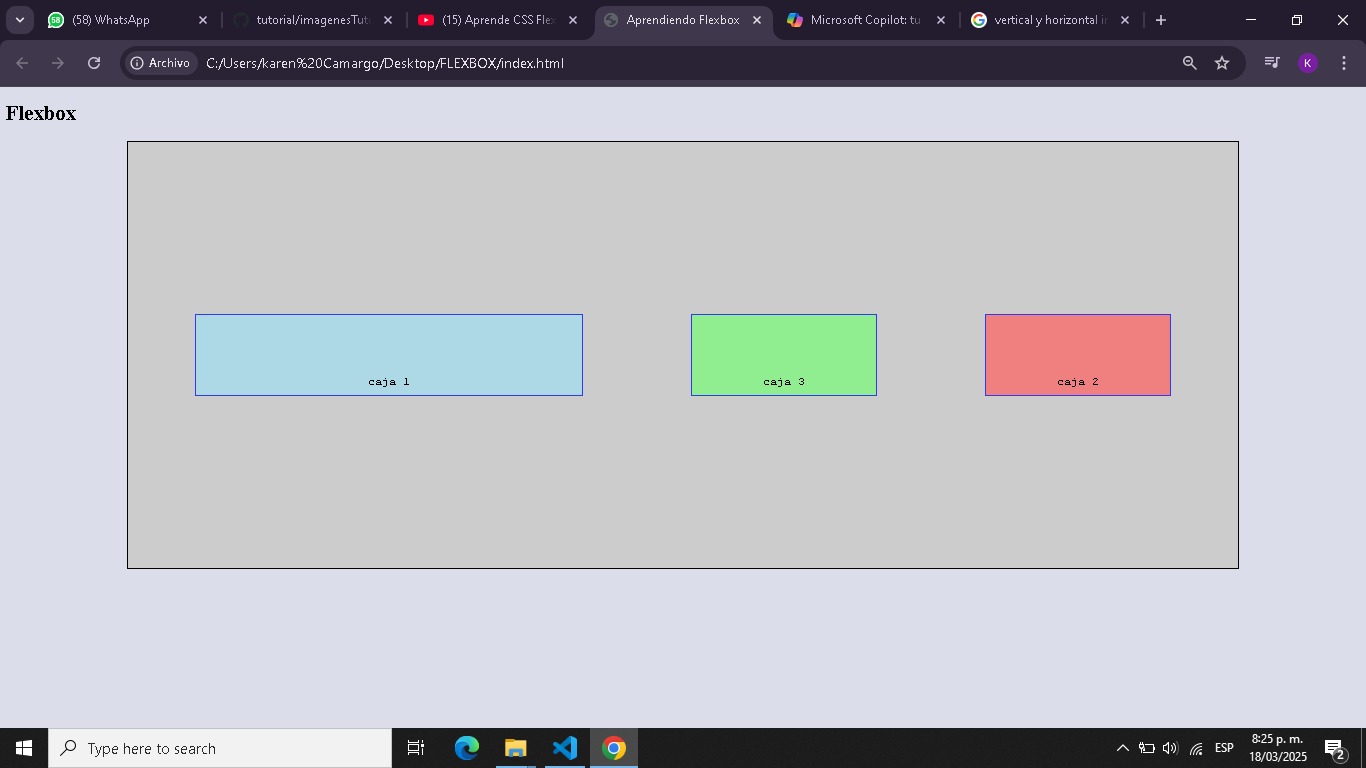 (58) WhatsApp
tutorial/imagenesTut
(15) Aprende CSS Flex
Aprendiendo Flexbox
Microsoft Copilot: tu
vertical y horizontal i
Archivo
C:/Users/karen%20Camargo/Desktop/FLEXBOX/index.html
K
Flexbox
caja 1
caja 3
caja 2
Type here to search
ESP
8:25 p. m.
18/03/2025
2